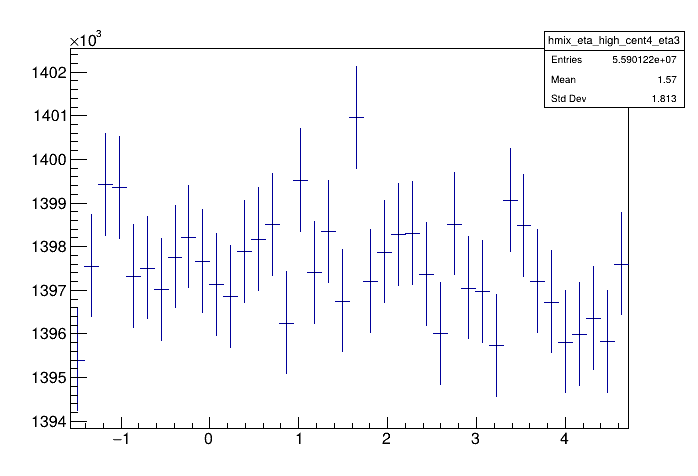 ×10³
hmix_eta_high_cent4_eta3
Entries 5.590122e+07
Mean 1.57
Std Dev 1.813
1402
1401
1400
1399
1398
1397
1396
1395
1394
−1 0 1 2 3 4